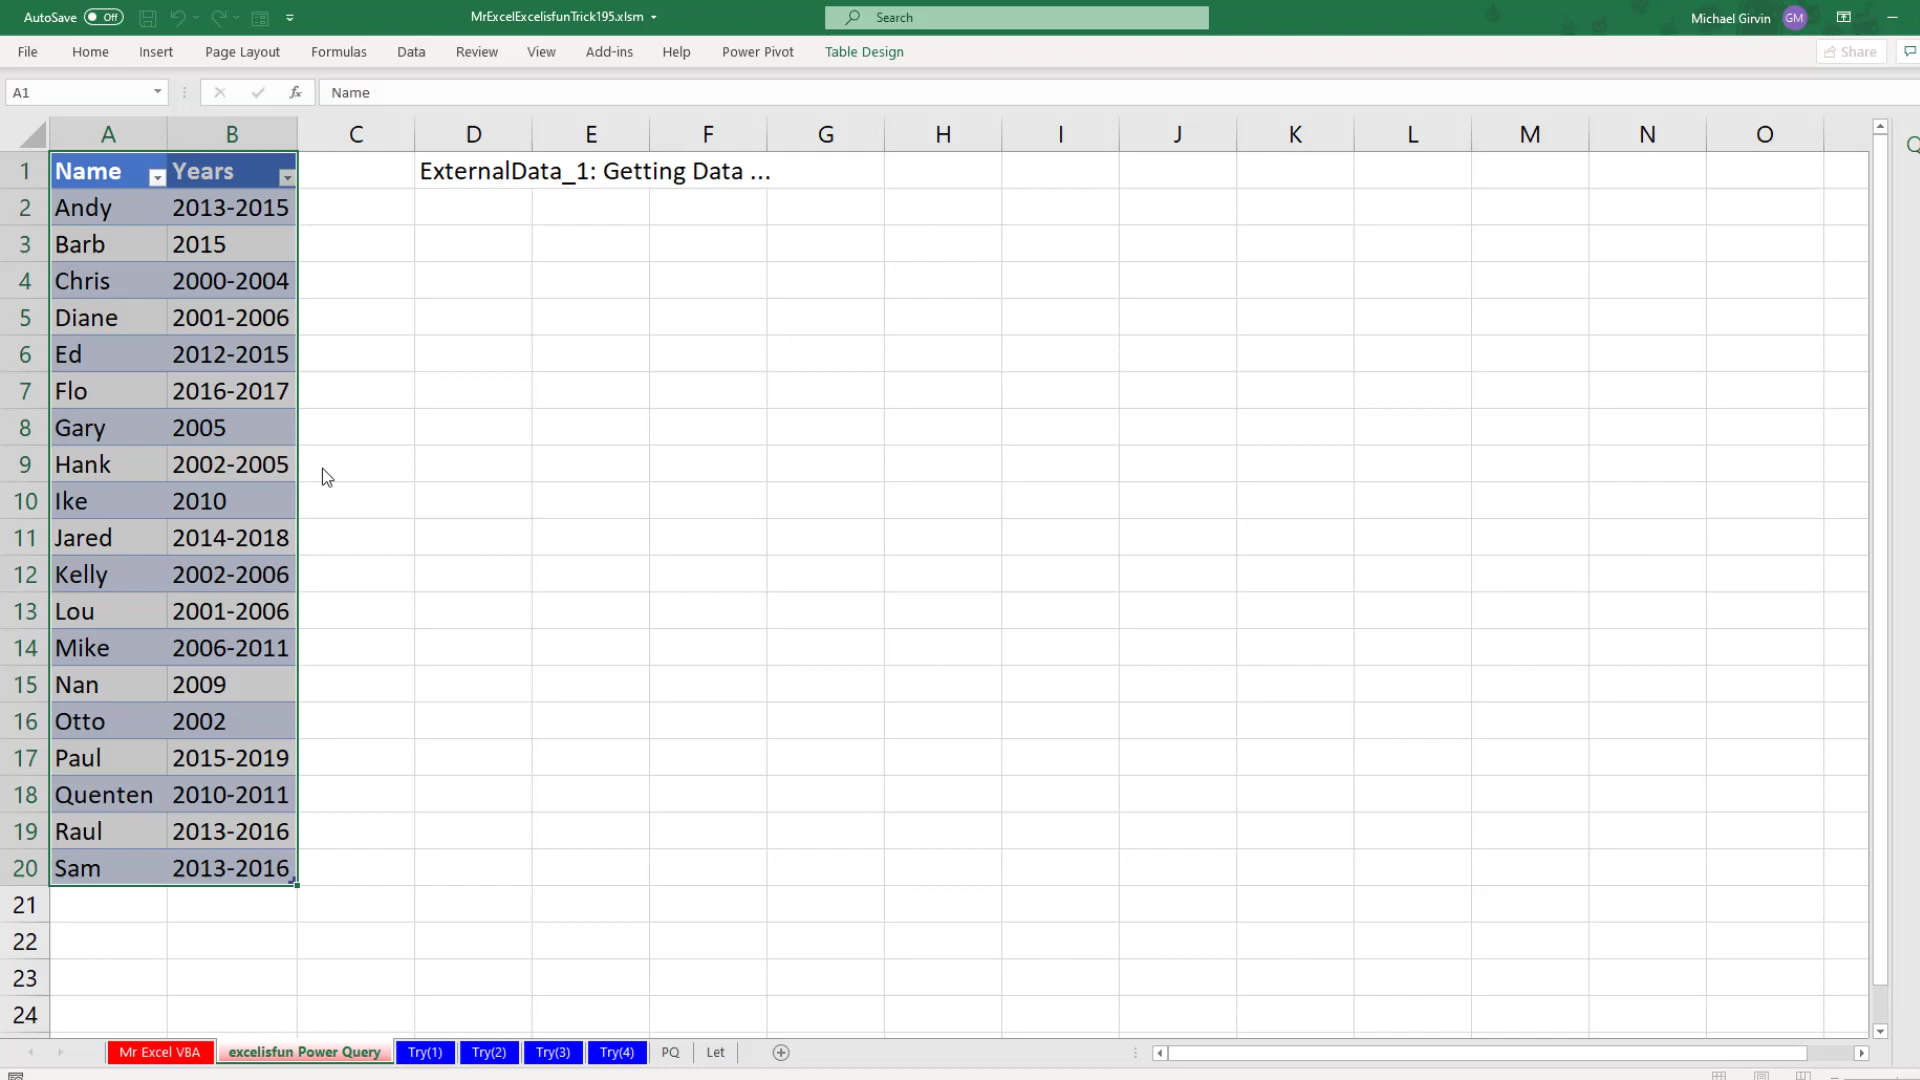 AutoSave Off MrExcelExcelisfunTrick195.xlsm Search Michael Girvin GM
File Home Insert Page Layout Formulas Data Review View Add-ins Help Power Pivot Table Design Share
A1 fx Name
A B C D E F G H I J K L M N O
1 Name Years ExternalData_1: Getting Data ...
2 Andy 2013-2015
3 Barb 2015
4 Chris 2000-2004
5 Diane 2001-2006
6 Ed 2012-2015
7 Flo 2016-2017
8 Gary 2005
9 Hank 2002-2005
10 Ike 2010
11 Jared 2014-2018
12 Kelly 2002-2006
13 Lou 2001-2006
14 Mike 2006-2011
15 Nan 2009
16 Otto 2002
17 Paul 2015-2019
18 Quenten 2010-2011
19 Raul 2013-2016
20 Sam 2013-2016
21
22
23
24
Mr Excel VBA excelisfun Power Query Try(1) Try(2) Try(3) Try(4) PQ Let